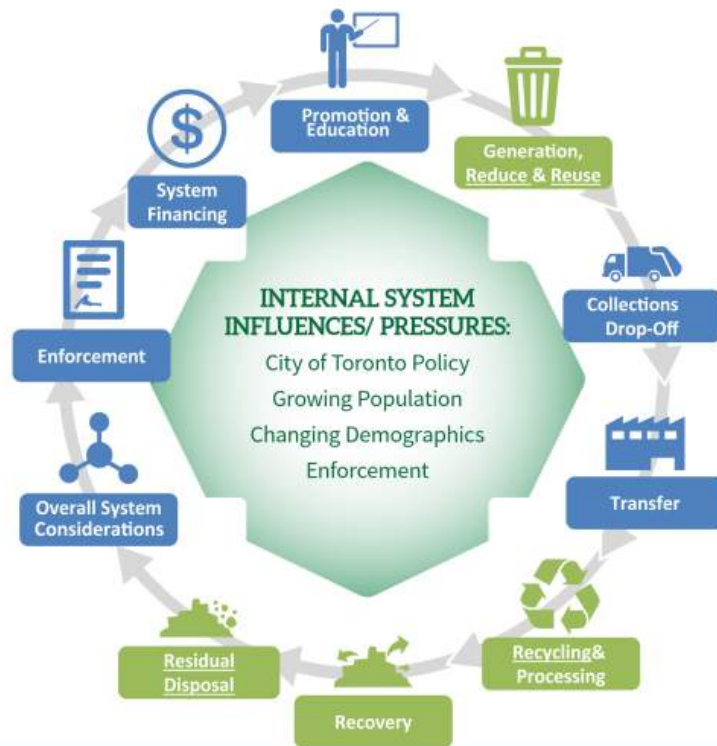 Promotion &
Education
Generation,
Reduce & Reuse
Collections
Drop-Off
Transfer
Recycling&
Processing
Recovery
Residual
Disposal
Overall System
Considerations
Enforcement
System
Financing
$
INTERNAL SYSTEM
INFLUENCES/ PRESSURES:
City of Toronto Policy
Growing Population
Changing Demographics
Enforcement